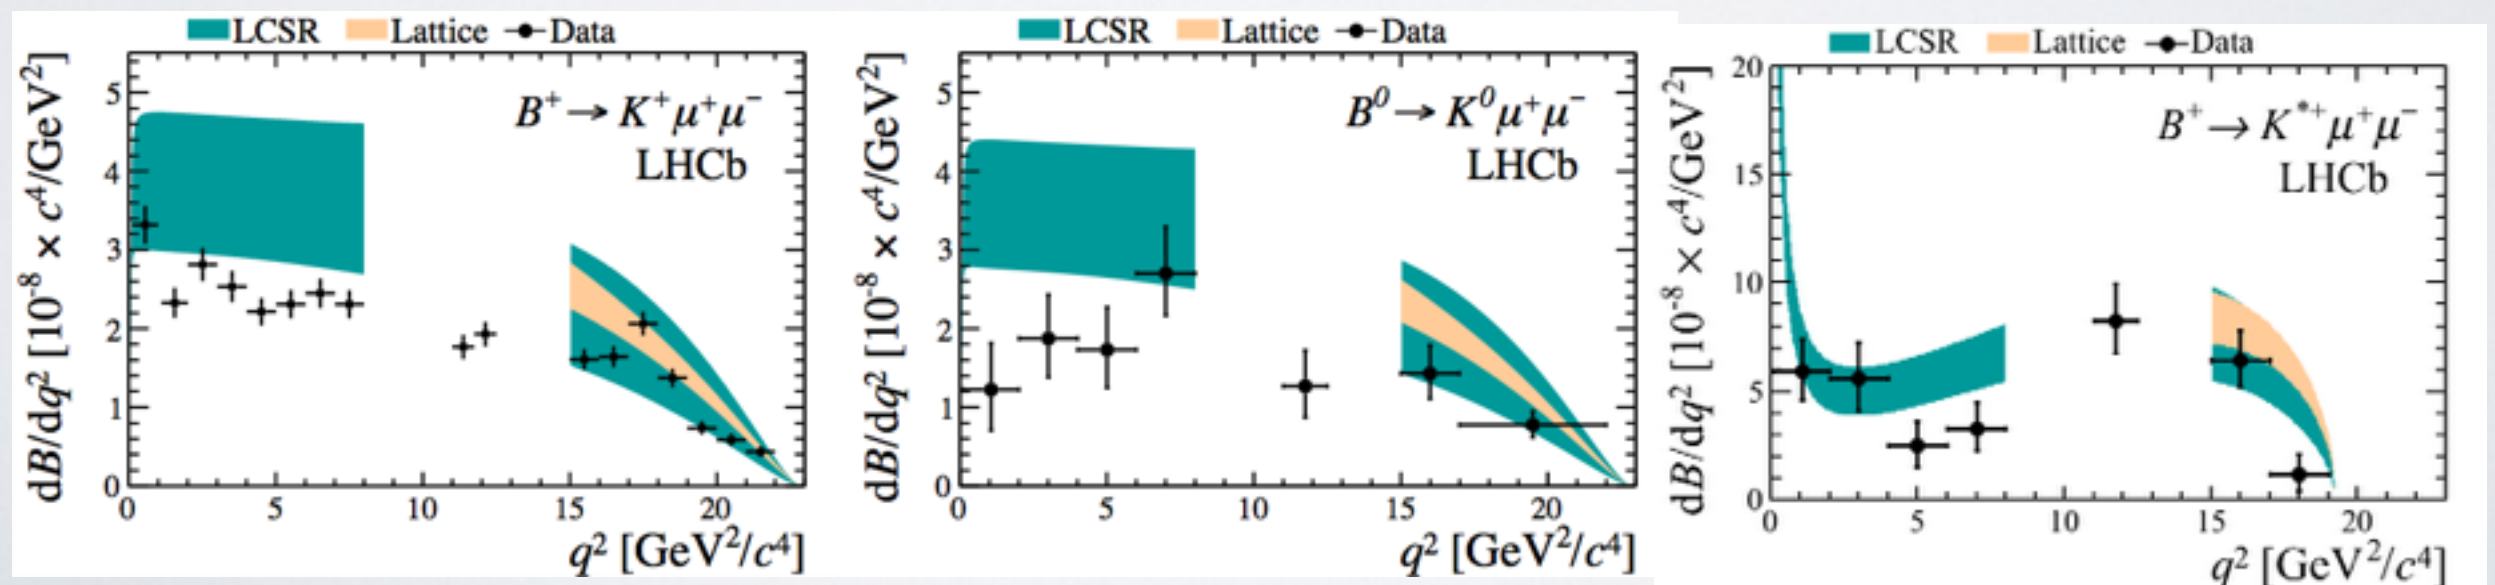 LCSR Lattice Data
dB/dq² [10⁻⁸ × c⁴/GeV²]
5
4
3
2
1
0
B⁺ → K⁺μ⁺μ⁻
LHCb
0 5 10 15 20
q² [GeV²/c⁴]
LCSR Lattice Data
dB/dq² [10⁻⁸ × c⁴/GeV²]
5
4
3
2
1
0
B⁰ → K⁰μ⁺μ⁻
LHCb
0 5 10 15 20
q² [GeV²/c⁴]
LCSR Lattice Data
dB/dq² [10⁻⁸ × c⁴/GeV²]
20
15
10
5
0
B⁺ → K*⁺μ⁺μ⁻
LHCb
0 5 10 15 20
q² [GeV²/c⁴]